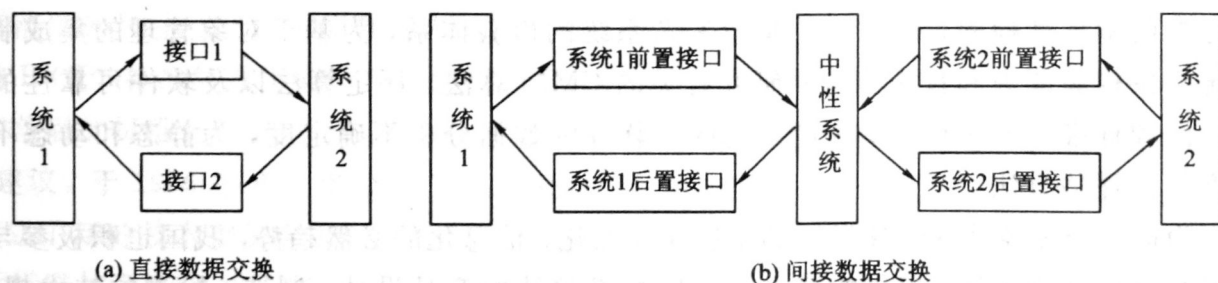 系统1
接口1
接口2
系统2
(a) 直接数据交换
系统1
系统1前置接口
系统1后置接口
中性系统
系统2前置接口
系统2后置接口
系统2
(b) 间接数据交换